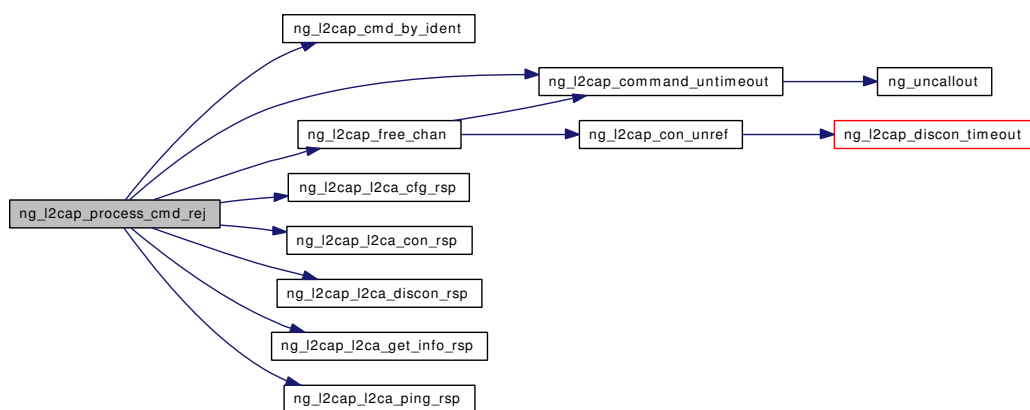 ng_l2cap_cmd_by_ident
ng_l2cap_command_untimeout
ng_uncallout
ng_l2cap_free_chan
ng_l2cap_con_unref
ng_l2cap_discon_timeout
ng_l2cap_l2ca_cfg_rsp
ng_l2cap_process_cmd_rej
ng_l2cap_l2ca_con_rsp
ng_l2cap_l2ca_discon_rsp
ng_l2cap_l2ca_get_info_rsp
ng_l2cap_l2ca_ping_rsp